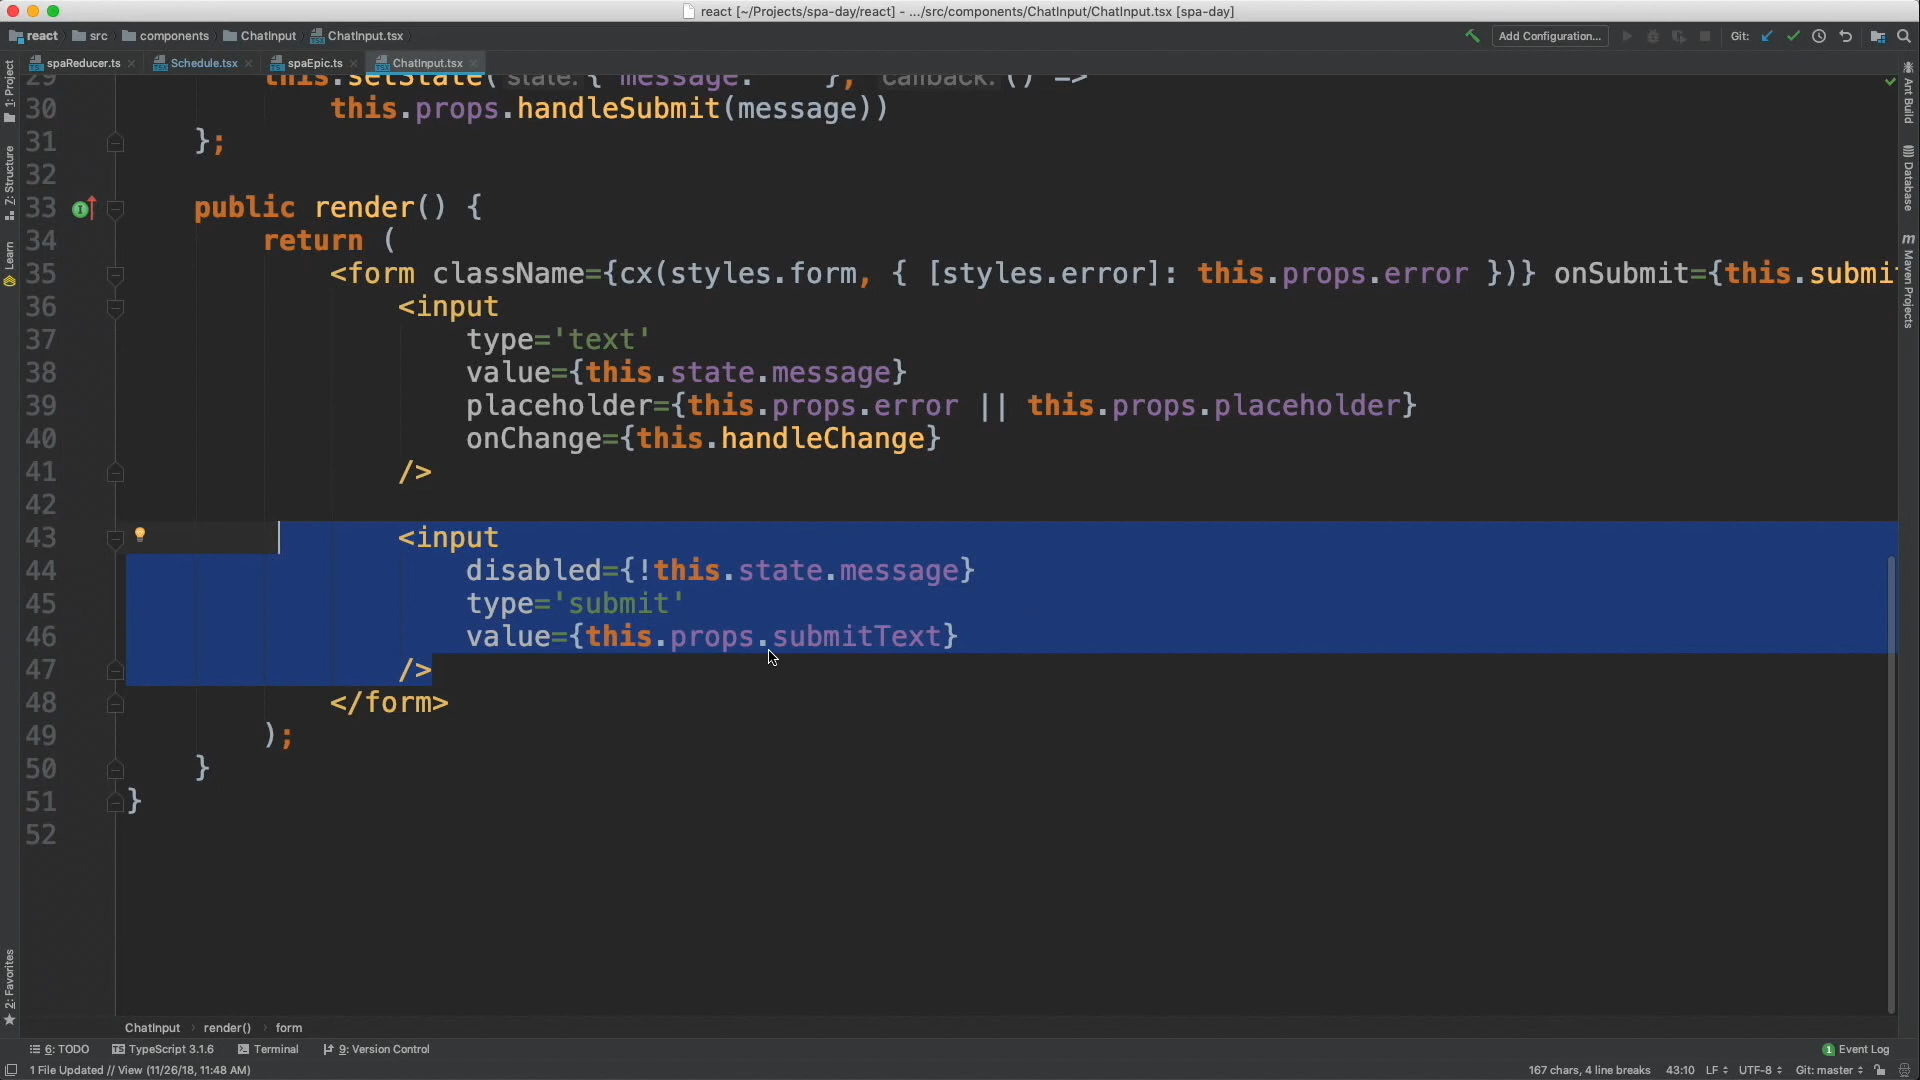 react [~/Projects/spa-day/react] - .../src/components/ChatInput/ChatInput.tsx [spa-day]
react src components ChatInput ChatInput.tsx Add Configuration... Git:
spaReducer.ts Schedule.tsx spaEpic.ts ChatInput.tsx
29 this.setState( state: { message: }, callback: () =>
30 this.props.handleSubmit(message))
31 };
32
33 public render() {
34 return (
35 <form className={cx(styles.form, { [styles.error]: this.props.error })} onSubmit={this.submi
36 <input
37 type='text'
38 value={this.state.message}
39 placeholder={this.props.error || this.props.placeholder}
40 onChange={this.handleChange}
41 />
42
43 <input
44 disabled={!this.state.message}
45 type='submit'
46 value={this.props.submitText}
47 />
48 </form>
49 );
50 }
51 }
52
1: Project
Z: Structure
Learn
2: Favorites
Ant Build
Database
Maven Projects
ChatInput render() form
6: TODO TypeScript 3.1.6 Terminal 9: Version Control 1 Event Log
1 File Updated // View (11/26/18, 11:48 AM) 167 chars, 4 line breaks 43:10 LF UTF-8 Git: master